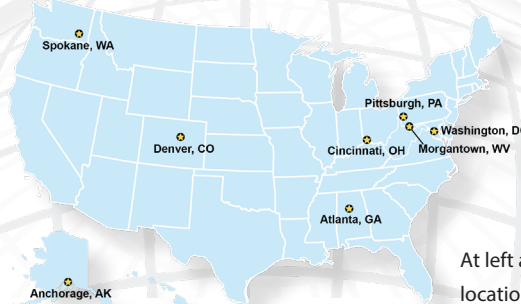 Spokane, WA
Pittsburgh, PA
Washington, D
Denver, CO
Cincinnati, OH
Morgantown, WV
Atlanta, GA
At left a
locatio
Anchorage, AK